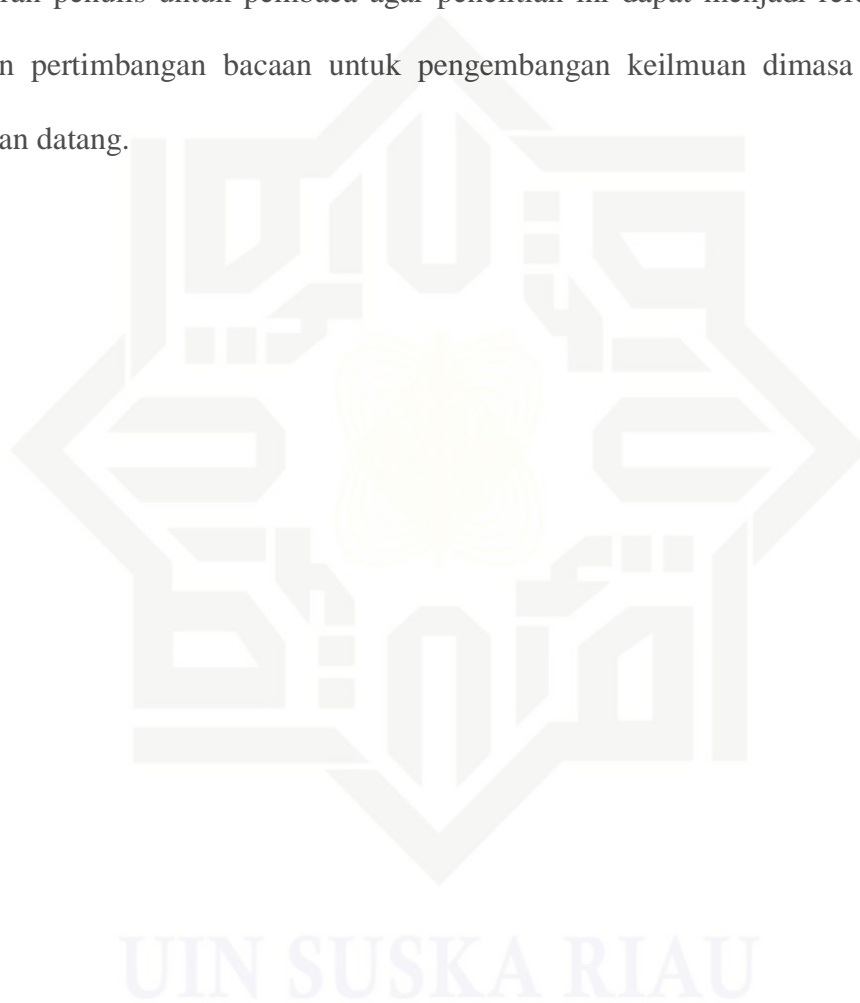 penulis untuk pembaca agar penelitian ini dapat menjadi
pertimbangan bacaan untuk pengembangan keilmuan dimasa
an datang.
UIN SUSKA RIAU